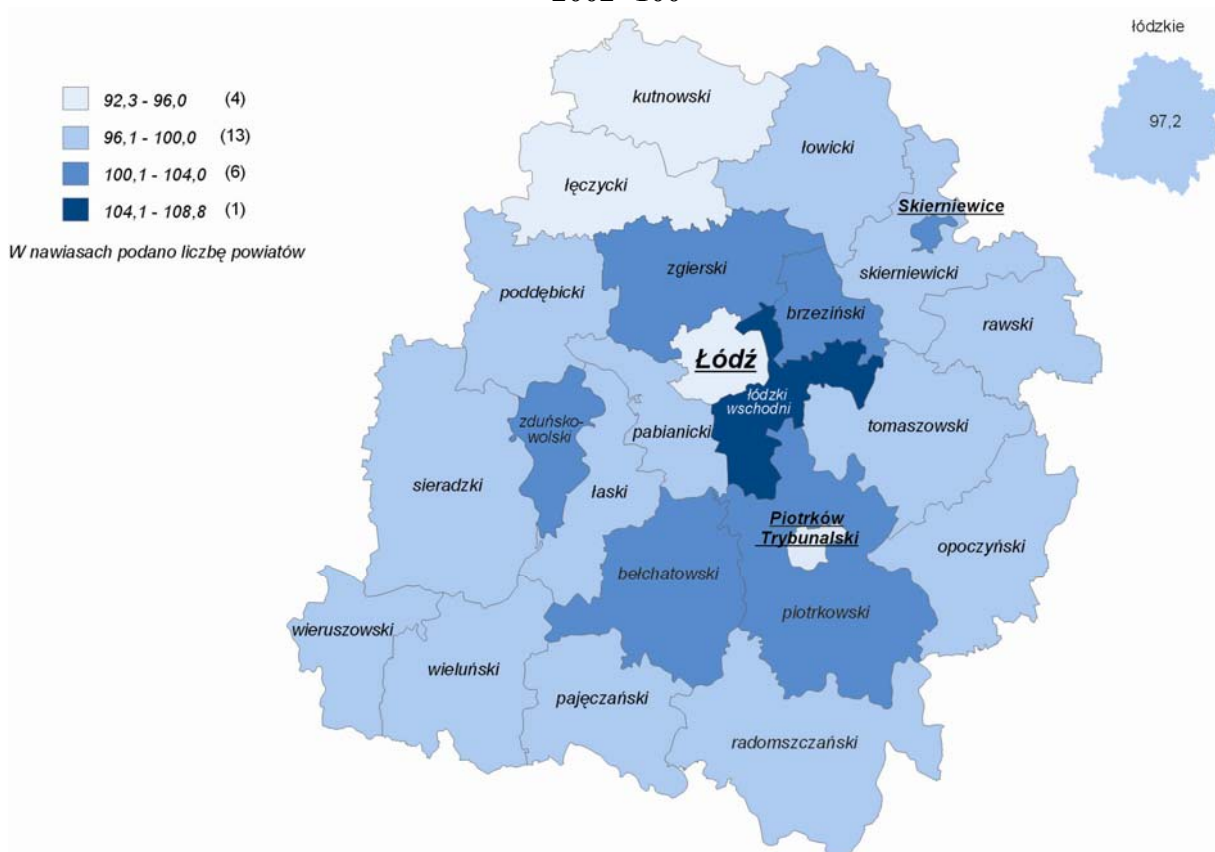 łódzkie
97,2
92,3 - 96,0 (4)
96,1 - 100,0 (13)
100,1 - 104,0 (6)
104,1 - 108,8 (1)
W nawiasach podano liczbę powiatów
kutnowski
łowicki
łęczycki
Skierniewice
zgierski
skierniewicki
poddębicki
brzeziński
rawski
Łódź
łódzki
wschodni
zduńsko-
wolski
pabianicki
tomaszowski
sieradzki
łaski
Piotrków
Trybunalski
opoczyński
bełchatowski
piotrkowski
wieruszowski
wieluński
pajęczański
radomszczański